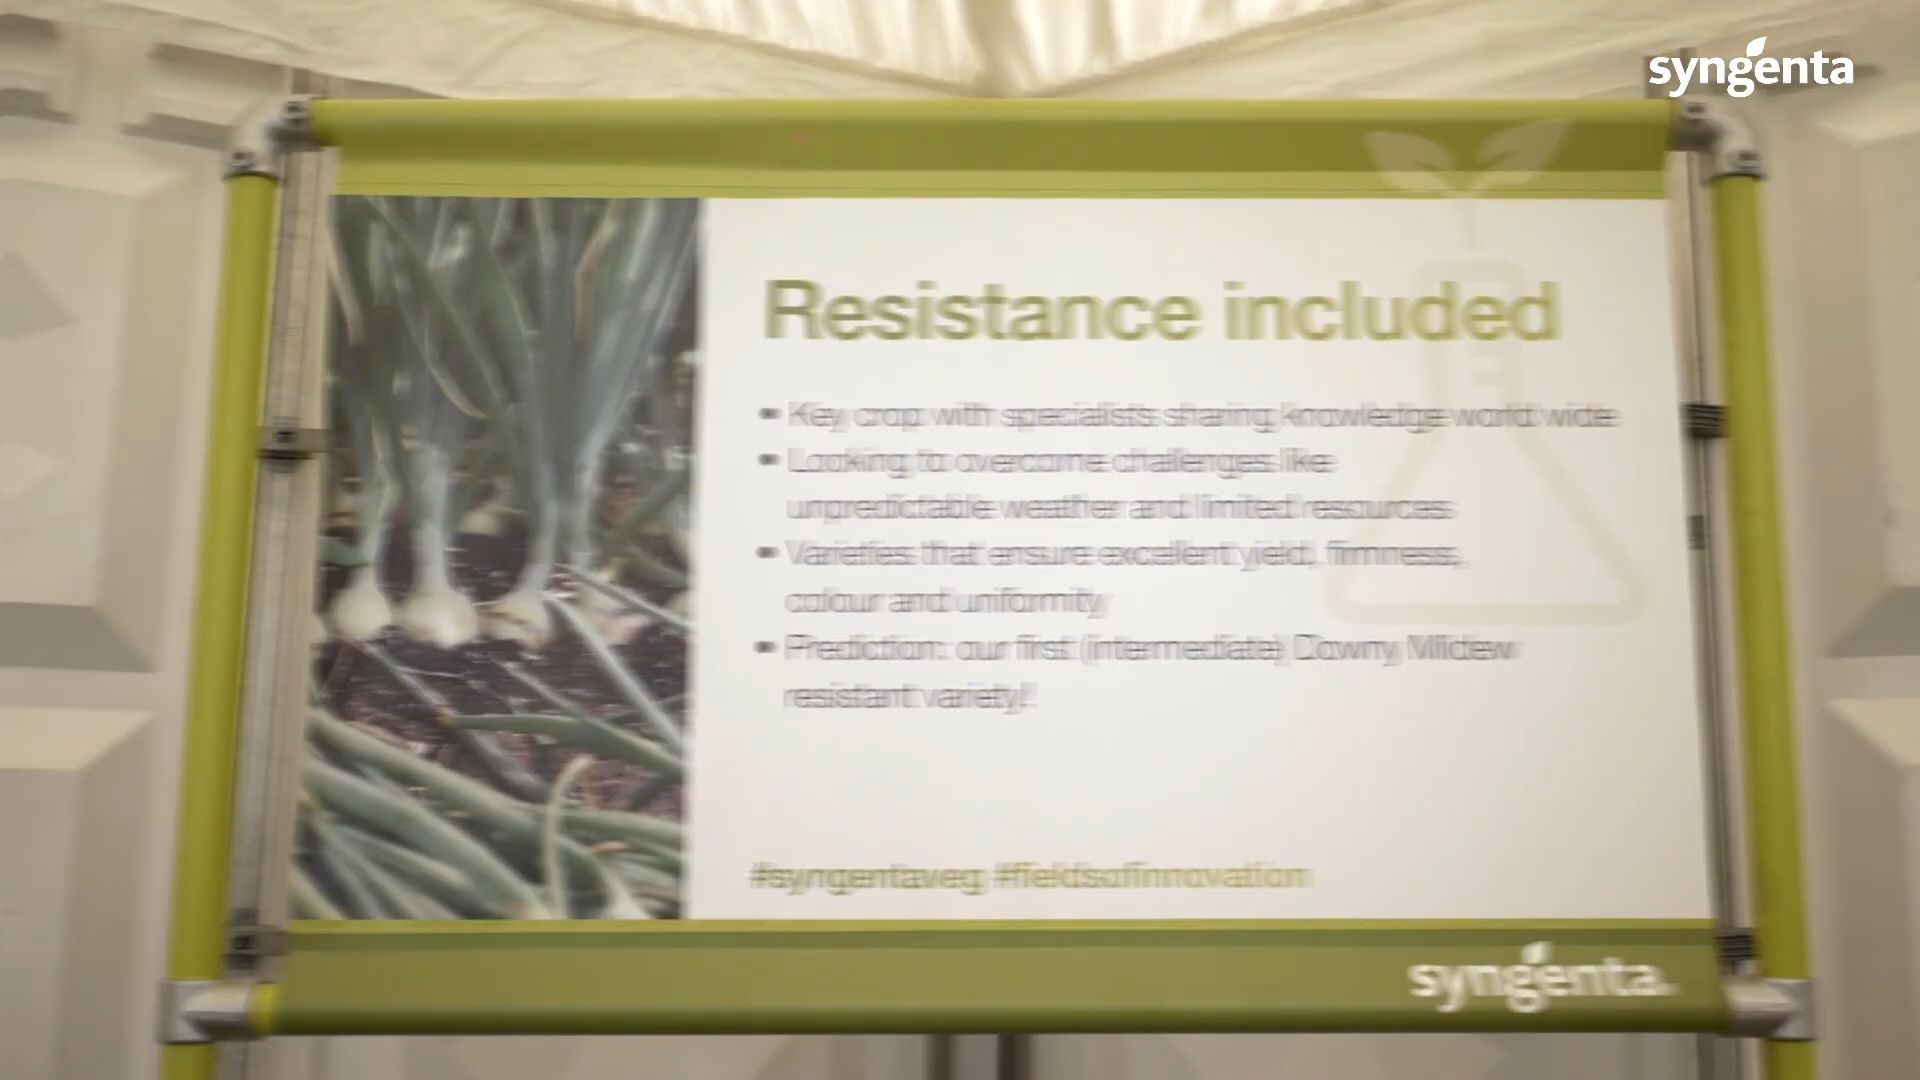 syngenta
Resistance included
• Key crop with specialists sharing knowledge world wide
• Looking to overcome challenges like
unpredictable weather and limited resources
• Varieties that ensure excellent yield, firmness,
colour and uniformity
• Prediction: our first (intermediate) Downy Mildew
resistant variety!
#syngentaveg #fieldsofinnovation
syngenta.